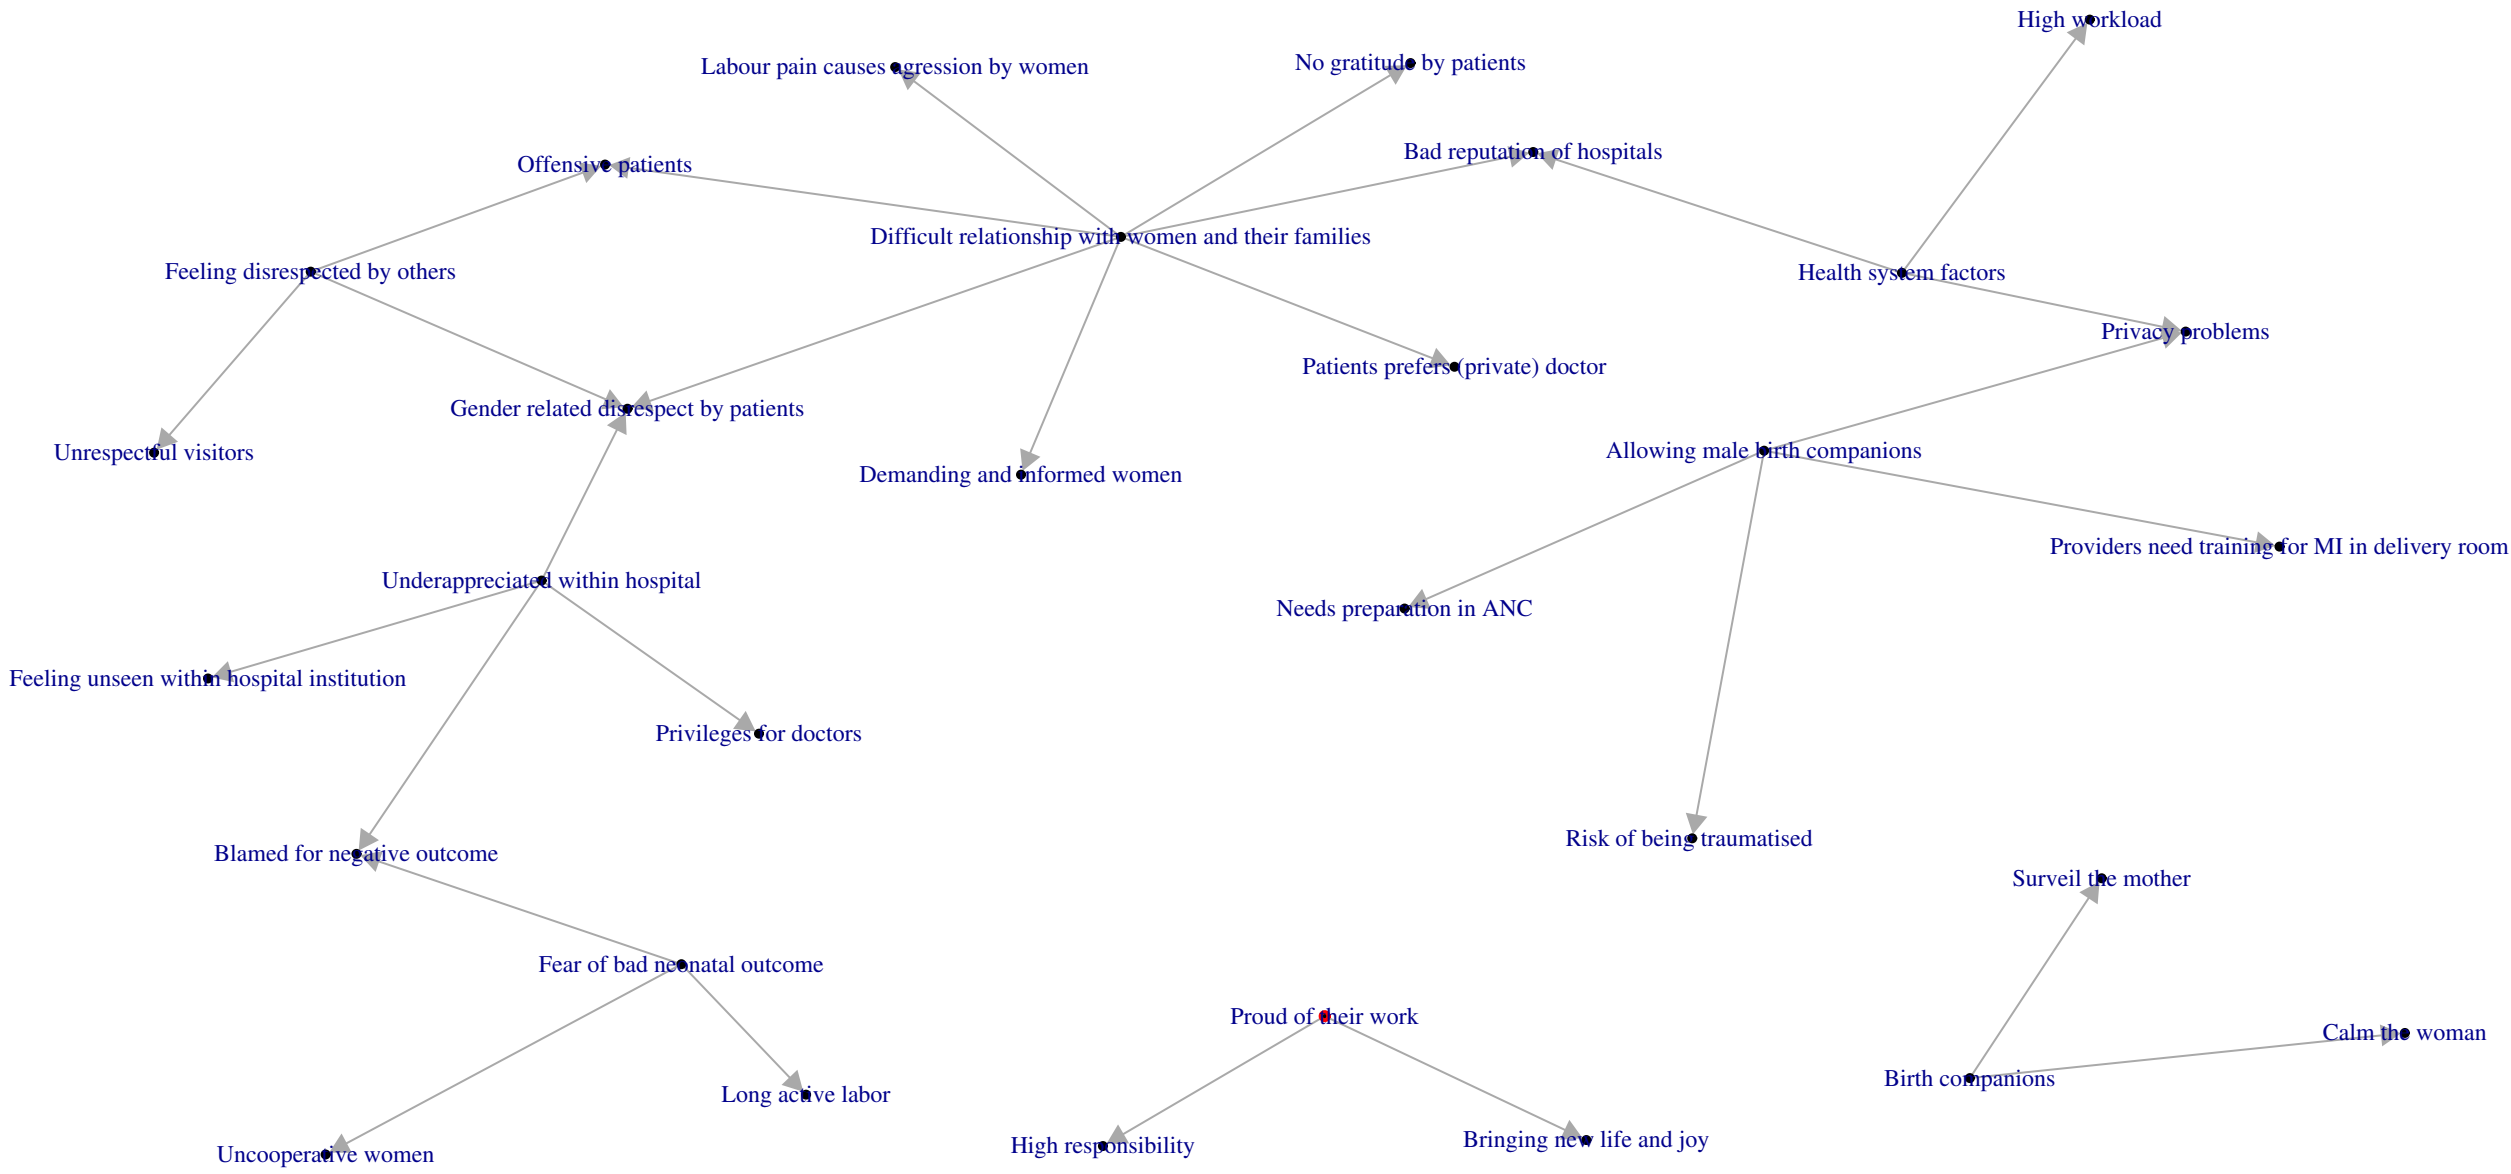 High workload
Labour pain causes agression by women
No gratitude by patients
Offensive patients
Bad reputation of hospitals
Difficult relationship with women and their families
Feeling disrespected by others
Health system factors
Privacy problems
Patients prefers (private) doctor
Gender related disrespect by patients
Unrespectful visitors
Allowing male birth companions
Demanding and informed women
Providers need training for MI in delivery room
Underappreciated within hospital
Needs preparation in ANC
Feeling unseen within hospital institution
Privileges for doctors
Risk of being traumatised
Blamed for negative outcome
Surveil the mother
Fear of bad neonatal outcome
Proud of their work
Calm the woman
Birth companions
Long active labor
High responsibility
Bringing new life and joy
Uncooperative women